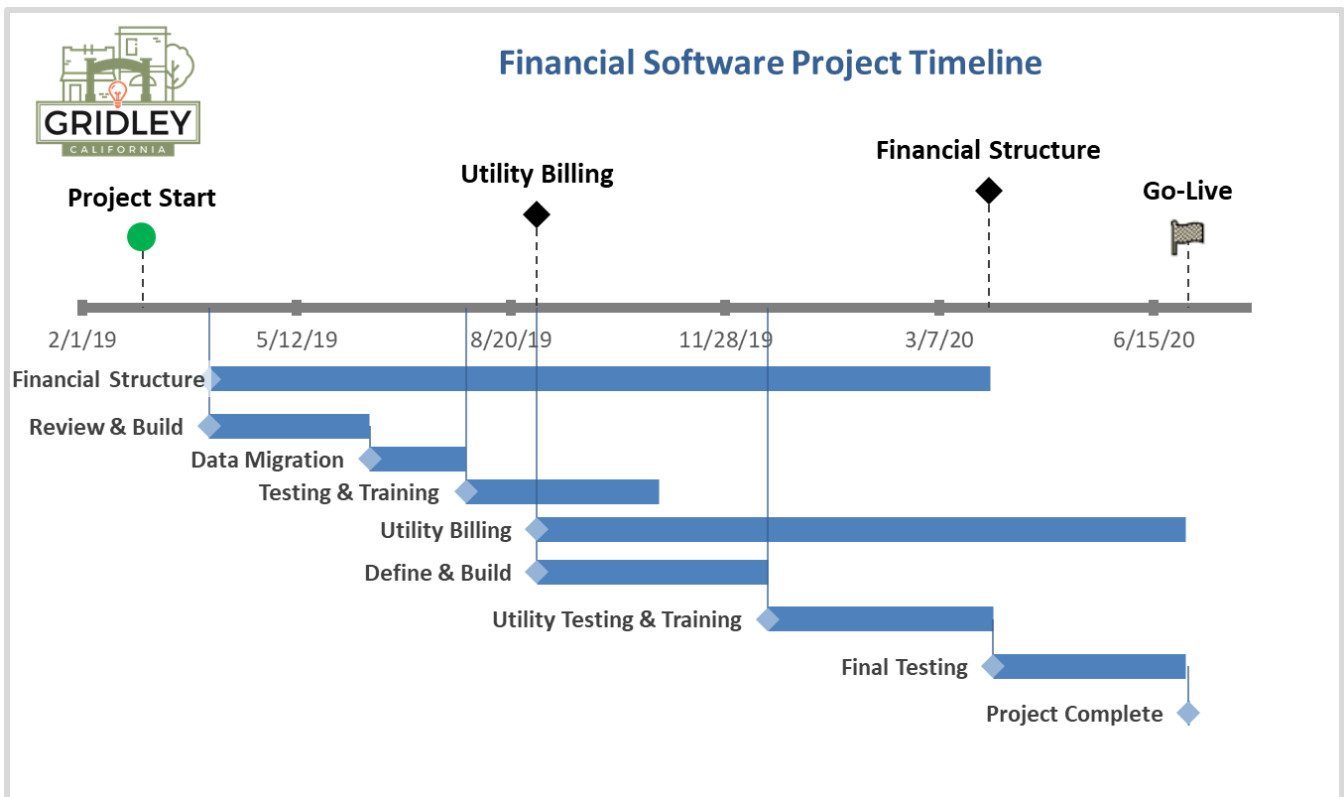 Financial Software Project Timeline
GRIDLEY
CALIFORNIA
Financial Structure
Utility Billing
Go-Live
Project Start
2/1/19 5/12/19 8/20/19 11/28/19 3/7/20 6/15/20
Financial Structure
Review & Build
Data Migration
Testing & Training
Utility Billing
Define & Build
Utility Testing & Training
Final Testing
Project Complete